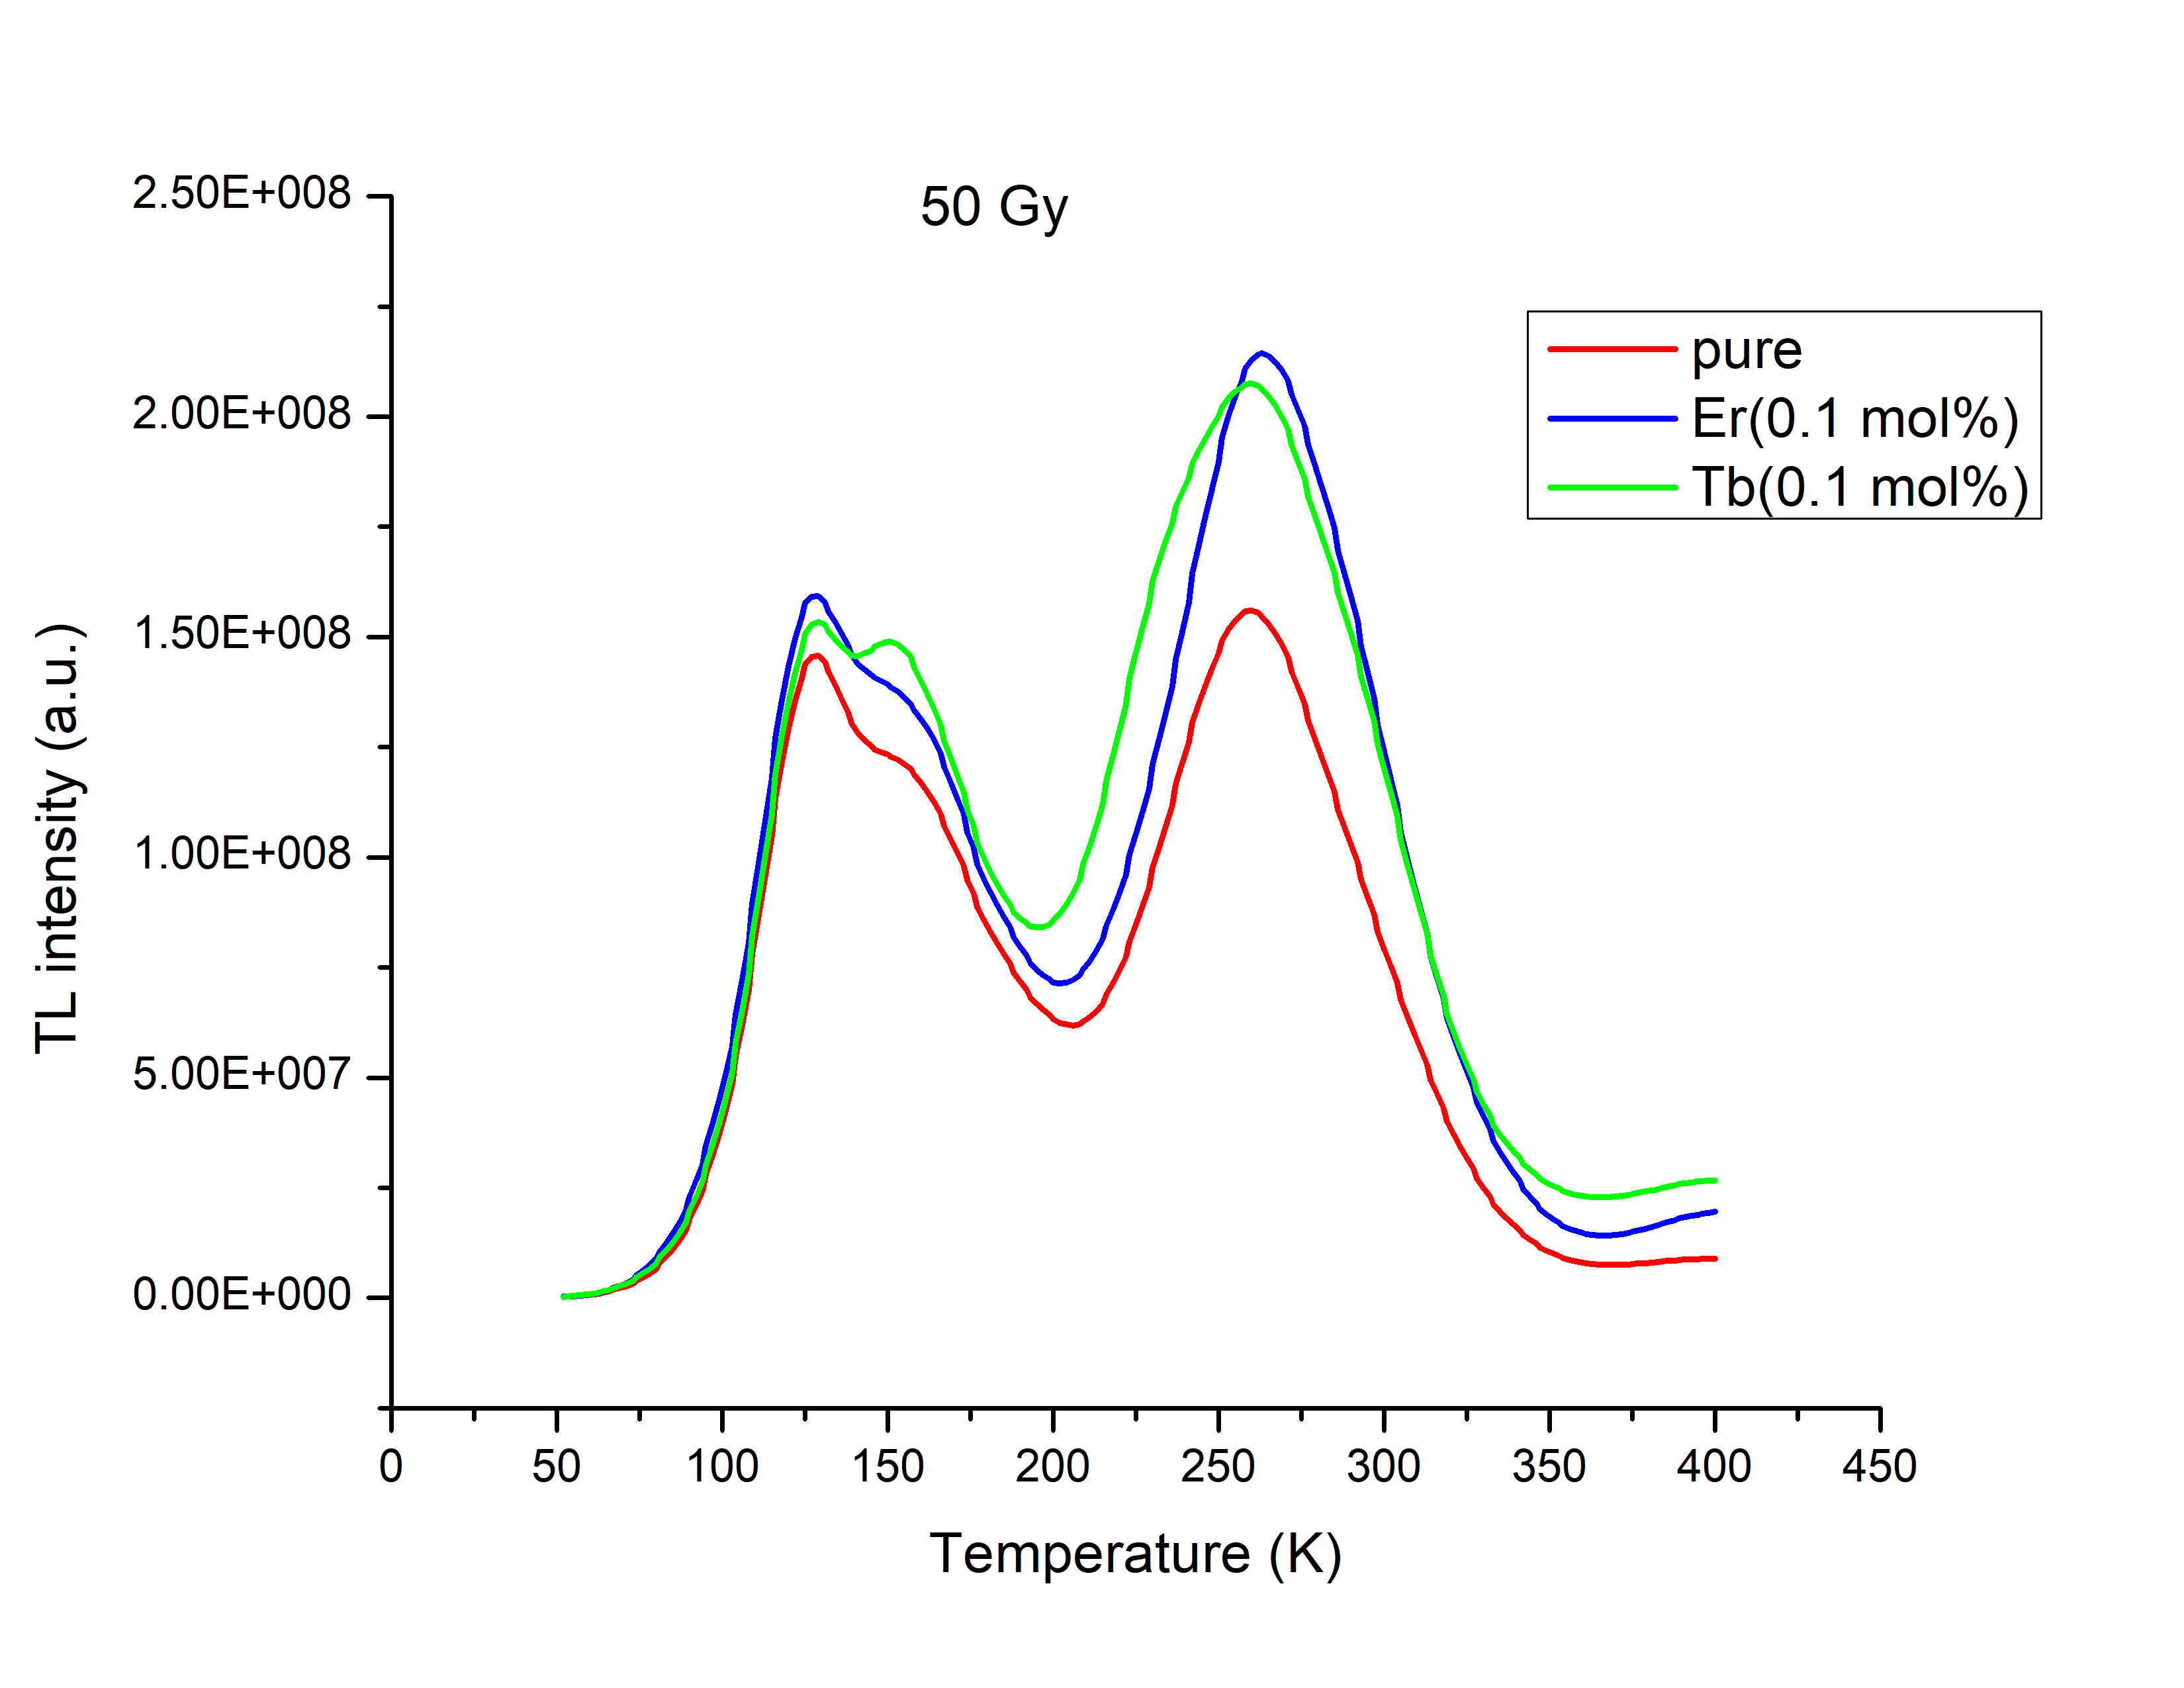 50 Gy
pure
Er(0.1 mol%)
Tb(0.1 mol%)
TL intensity (a.u.)
2.50E+008
2.00E+008
1.50E+008
1.00E+008
5.00E+007
0.00E+000
0 50 100 150 200 250 300 350 400 450
Temperature (K)